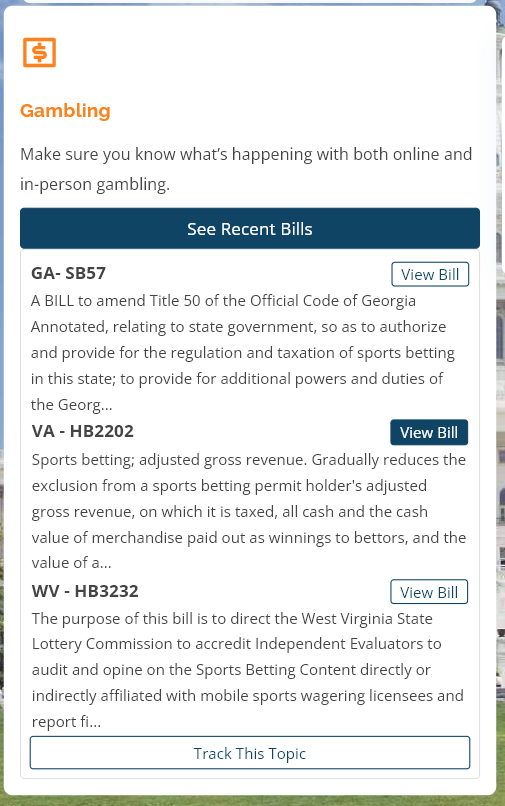 Gambling
Make sure you know what’s happening with both online and
in-person gambling.
See Recent Bills
GA- SB57
View Bill
A BILL to amend Title 50 of the Official Code of Georgia
Annotated, relating to state government, so as to authorize
and provide for the regulation and taxation of sports betting
in this state; to provide for additional powers and duties of
the Georg...
VA - HB2202
View Bill
Sports betting; adjusted gross revenue. Gradually reduces the
exclusion from a sports betting permit holder's adjusted
gross revenue, on which it is taxed, all cash and the cash
value of merchandise paid out as winnings to bettors, and the
value of a...
WV - HB3232
View Bill
The purpose of this bill is to direct the West Virginia State
Lottery Commission to accredit Independent Evaluators to
audit and opine on the Sports Betting Content directly or
indirectly affiliated with mobile sports wagering licensees and
report fi...
Track This Topic